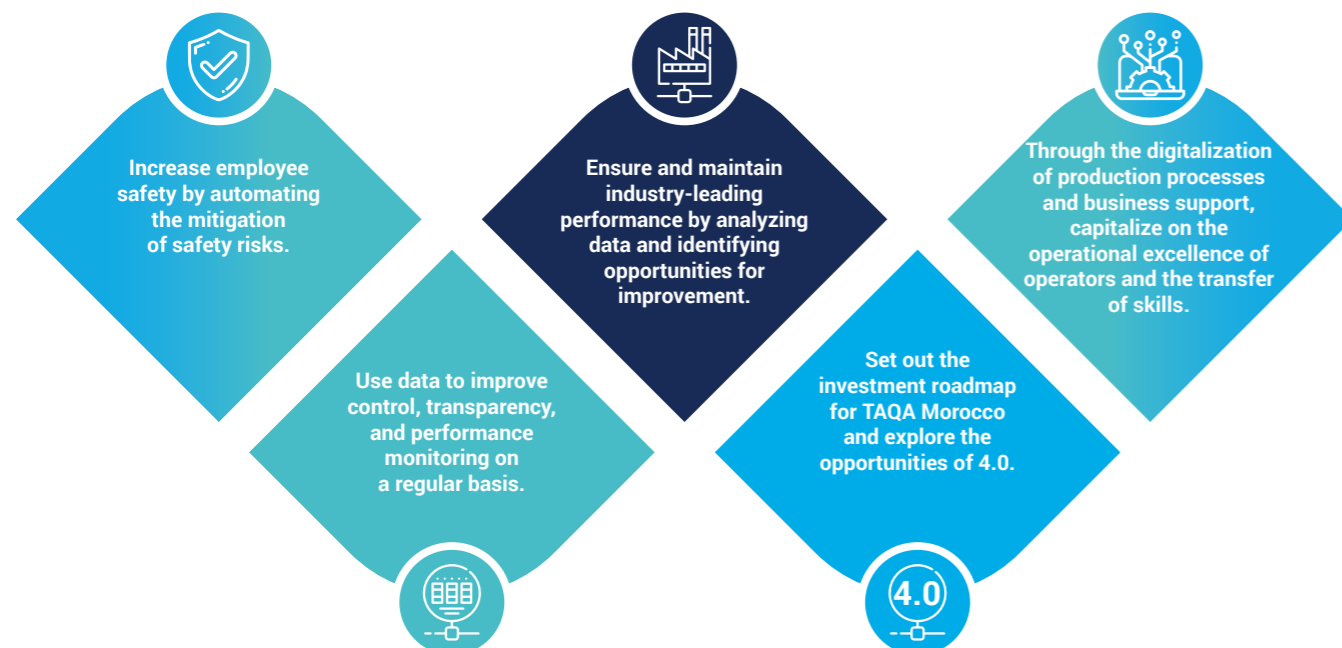 Increase employee
safety by automating
the mitigation
of safety risks.
Use data to improve
control, transparency,
and performance
monitoring on
a regular basis.
Ensure and maintain
industry-leading
performance by analyzing
data and identifying
opportunities for
improvement.
Set out the
investment roadmap
for TAQA Morocco
and explore the
opportunities of 4.0.
4.0
Through the digitalization
of production processes
and business support,
capitalize on the
operational excellence of
operators and the transfer
of skills.